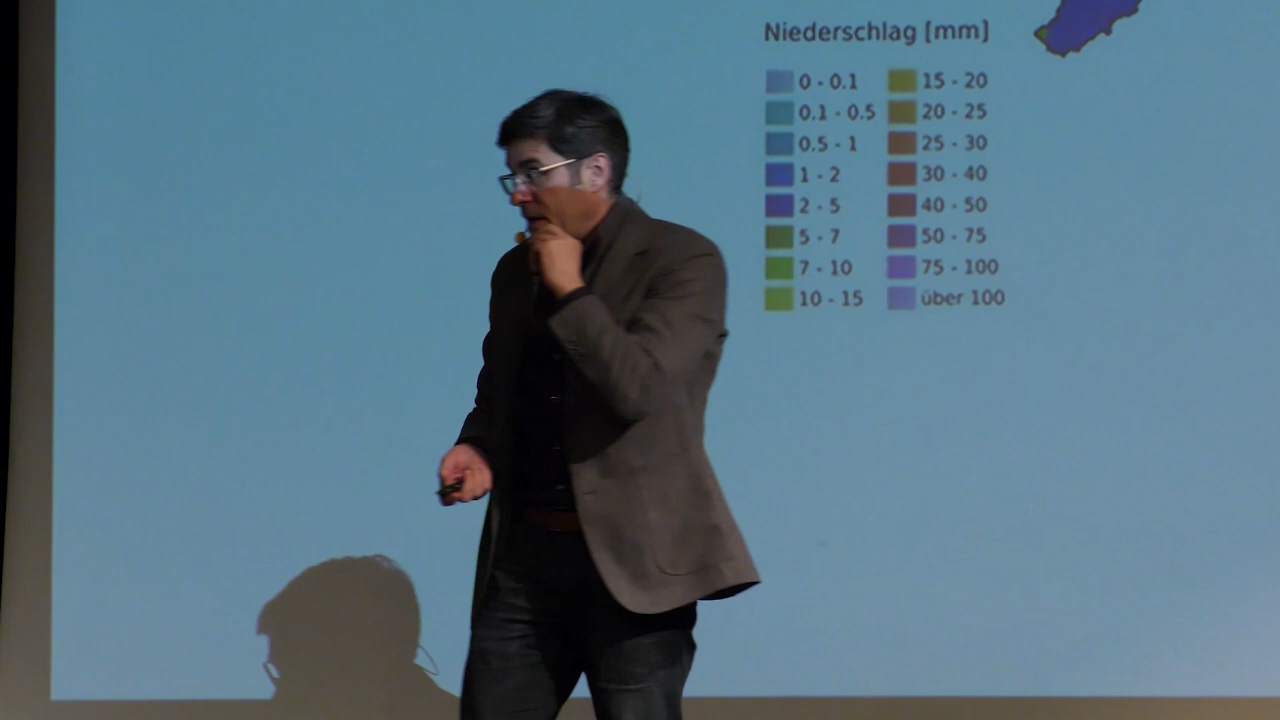 Niederschlag [mm]
0 - 0.1
0.1 - 0.5
0.5 - 1
1 - 2
2 - 5
5 - 7
7 - 10
10 - 15
15 - 20
20 - 25
25 - 30
30 - 40
40 - 50
50 - 75
75 - 100
über 100